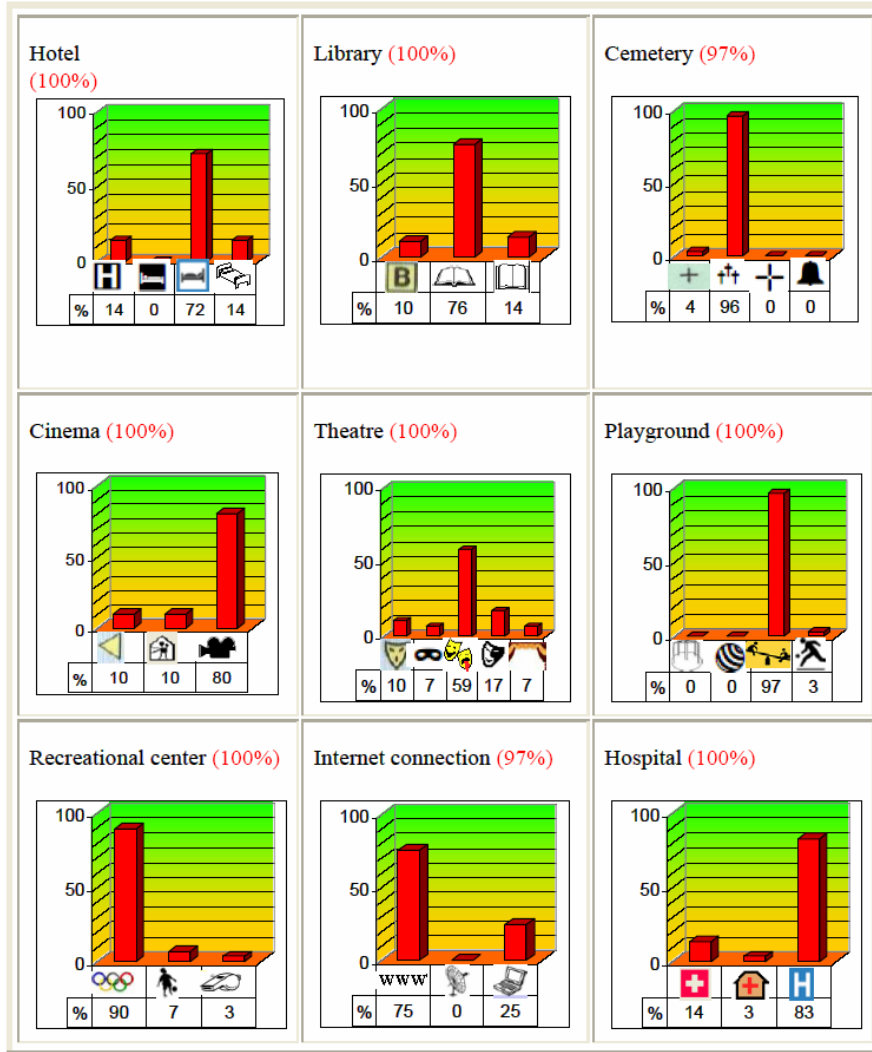 Hotel
(100%)
100
50
0
H
% 14 0 72 14
Library (100%)
100
50
0
B
% 10 76 14
Cemetery (97%)
100
50
0
% 4 96 0 0
Cinema (100%)
100
50
0
% 10 10 80
Theatre (100%)
100
50
0
% 10 7 59 17 7
Playground (100%)
100
50
0
% 0 0 97 3
Recreational center (100%)
100
50
0
% 90 7 3
Internet connection (97%)
100
50
0
www
% 75 0 25
Hospital (100%)
100
50
0
H
% 14 3 83